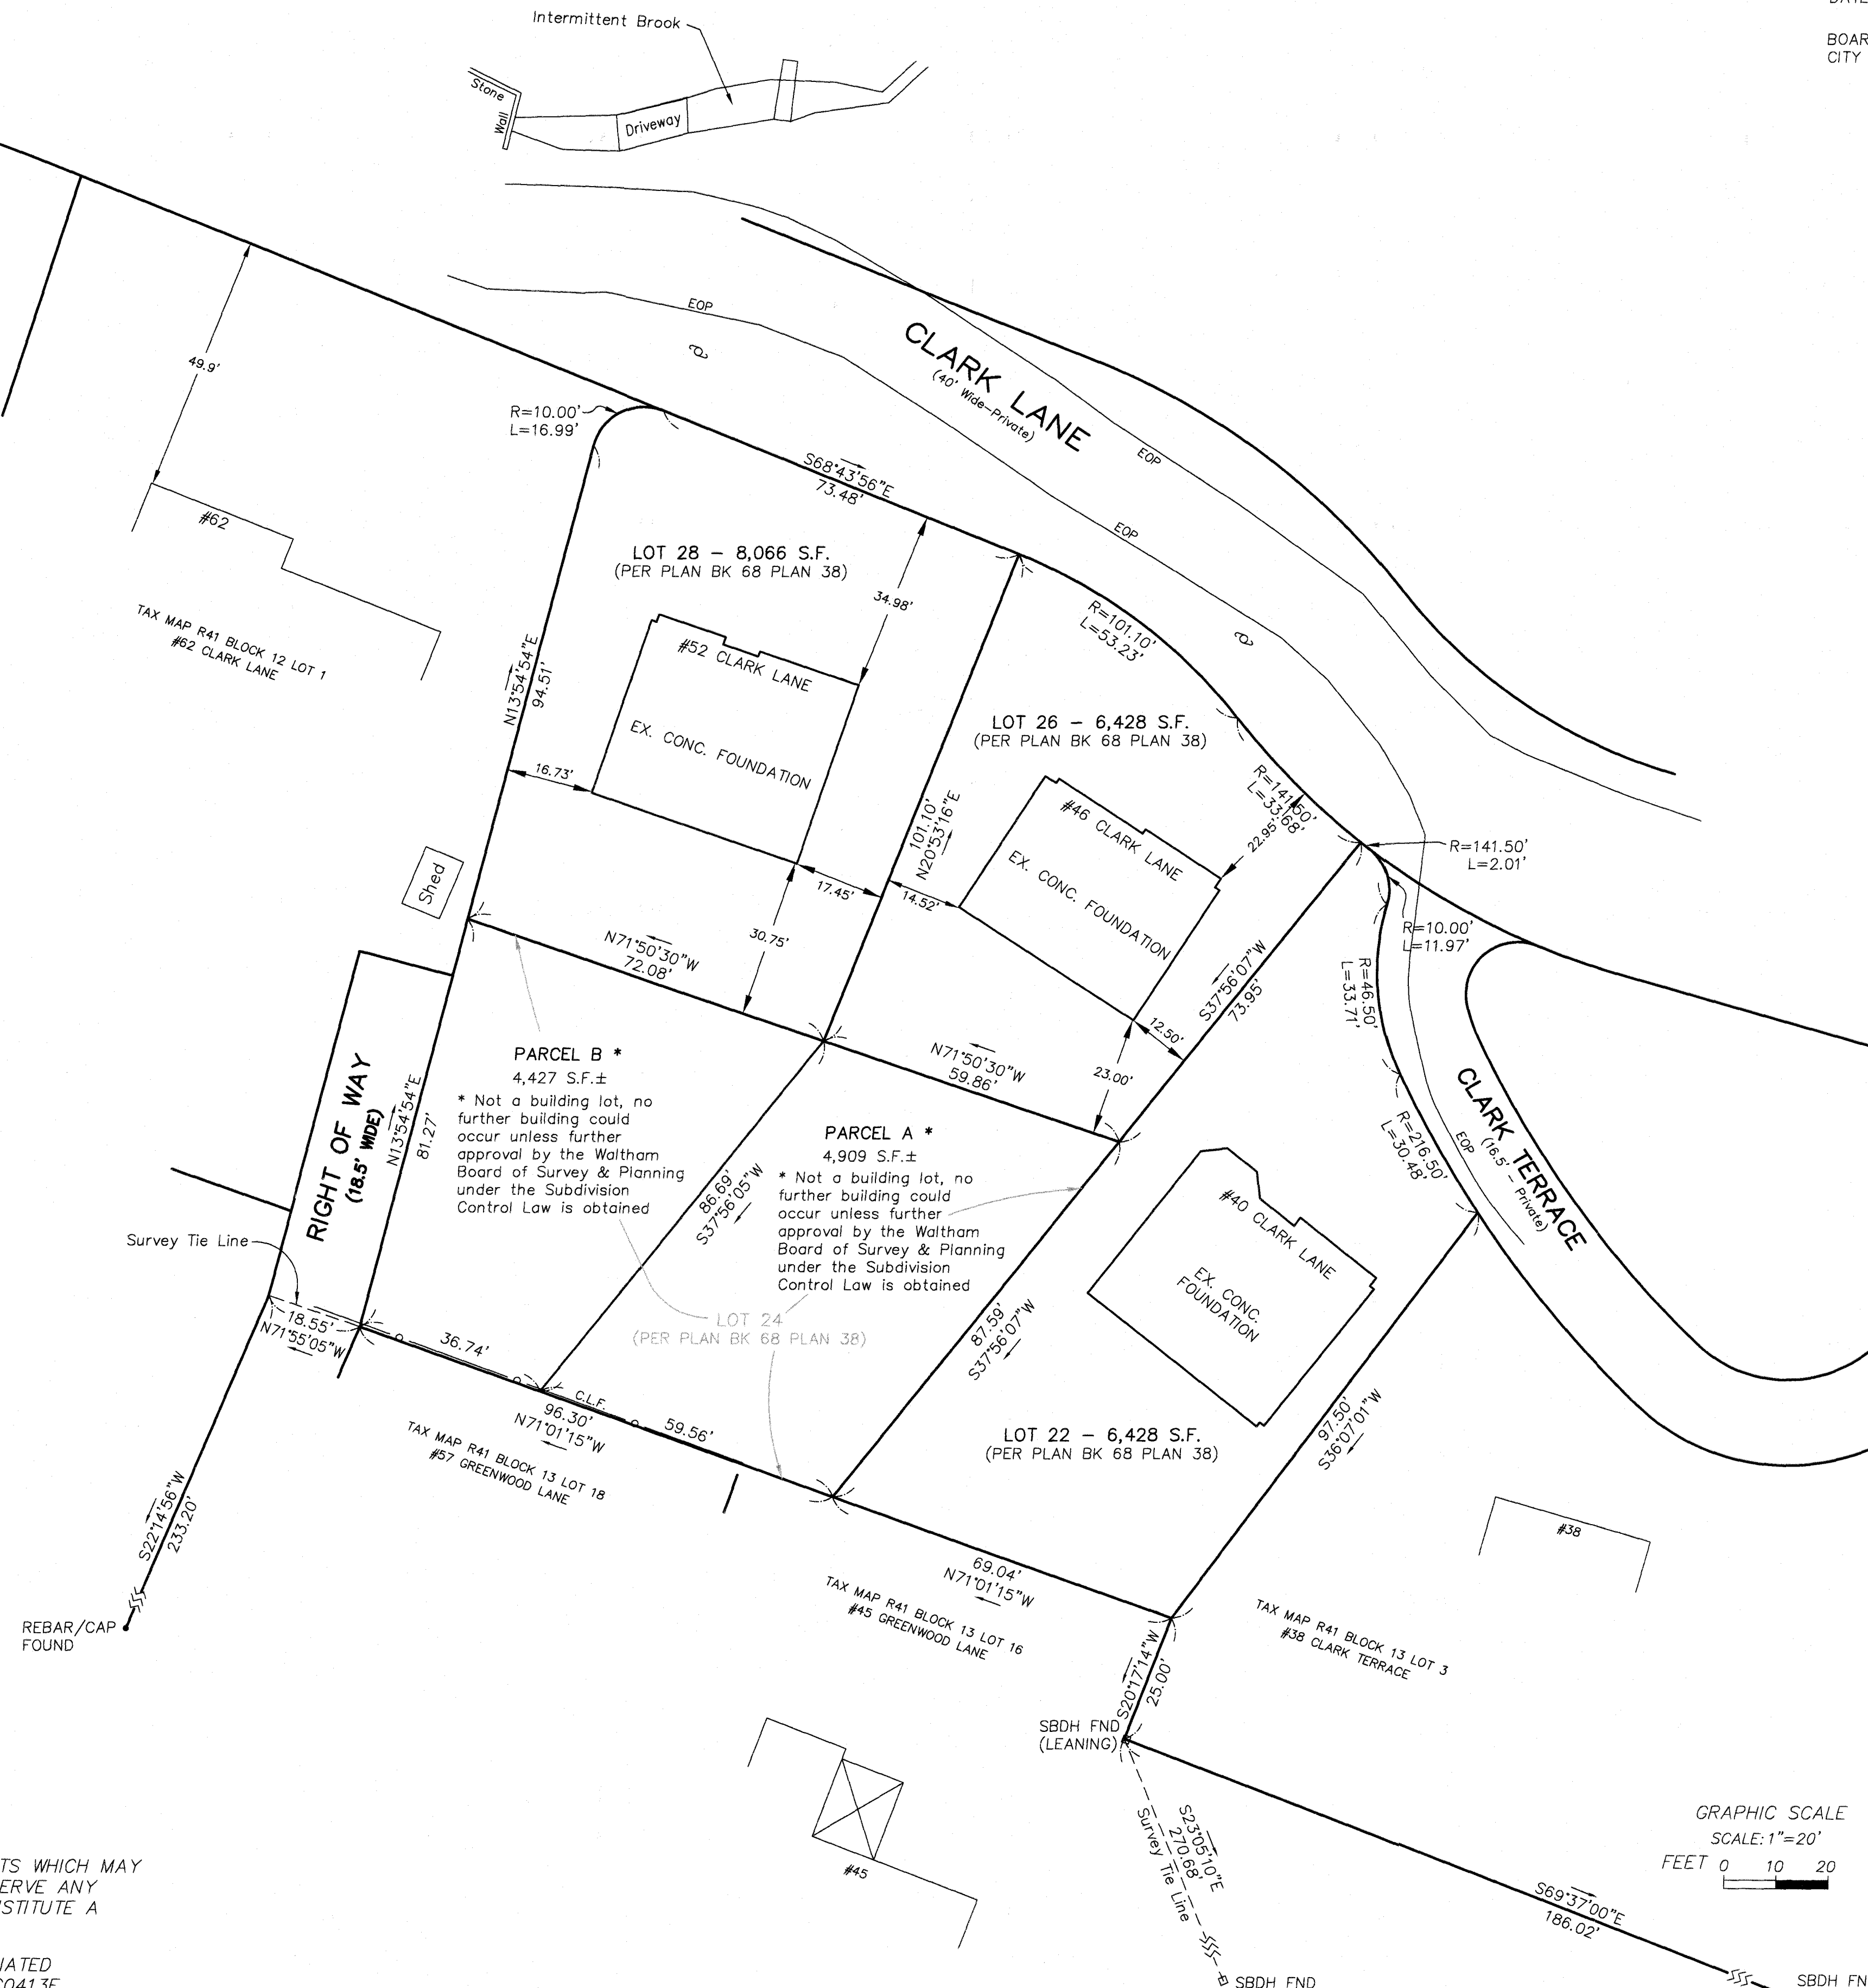 Intermittent Brook
BOAR
CITY
Stone
Wall
Driveway
EOP
CLARK LANE
(40' Wide-Private)
EOP
EOP
49.9'
R=10.00'
L=16.99'
S68°43'56"E
73.48'
#62
LOT 28 - 8,066 S.F.
(PER PLAN BK 68 PLAN 38)
34.98'
R=101.10'
L=53.23'
TAX MAP R41 BLOCK 12 LOT 1
#62 CLARK LANE
N13°54'54"E
94.51'
#52 CLARK LANE
EX. CONC. FOUNDATION
LOT 26 - 6,428 S.F.
(PER PLAN BK 68 PLAN 38)
16.73'
101.10'
N20°53'16"E
#46 CLARK LANE
EX. CONC. FOUNDATION
R=141.50'
L=33.68'
22.95'
R=141.50'
L=2.01'
Shed
17.45'
14.52'
30.75'
R=10.00'
L=11.97'
N71°50'30"W
72.08'
S37°56'07"W
73.95'
R=46.50'
L=33.71'
12.50'
N71°50'30"W
59.86'
23.00'
PARCEL B *
4,427 S.F.±
* Not a building lot, no
further building could
occur unless further
approval by the Waltham
Board of Survey & Planning
under the Subdivision
Control Law is obtained
RIGHT OF WAY
(18.5' WIDE)
N13°54'54"E
81.27'
PARCEL A *
4,909 S.F.±
* Not a building lot, no
further building could
occur unless further
approval by the Waltham
Board of Survey & Planning
under the Subdivision
Control Law is obtained
86.69'
S37°56'05"W
R=216.50'
L=30.48'
EOP
CLARK TERRACE
(16.5' - Private)
#40 CLARK LANE
EX. CONC.
FOUNDATION
Survey Tie Line
18.55'
N71°55'05"W
36.74'
LOT 24
(PER PLAN BK 68 PLAN 38)
87.59'
S37°56'07"W
C.L.F.
96.30'
N71°01'15"W
59.56'
TAX MAP R41 BLOCK 13 LOT 18
#57 GREENWOOD LANE
LOT 22 - 6,428 S.F.
(PER PLAN BK 68 PLAN 38)
97.50'
S36°07'01"W
S22°14'56"W
233.20'
#38
69.04'
N71°01'15"W
TAX MAP R41 BLOCK 13 LOT 16
#45 GREENWOOD LANE
TAX MAP R41 BLOCK 13 LOT 3
#38 CLARK TERRACE
REBAR/CAP
FOUND
S20°17'14"W
25.00'
SBDH FND
(LEANING)
S23°05'10"E
270.68'
Survey Tie Line
#45
GRAPHIC SCALE
SCALE: 1"=20'
FEET 0 10 20
S69°37'00"E
186.02'
TS WHICH MAY
ERVE ANY
STITUTE A
IATED
SBDH FND
SBDH FN